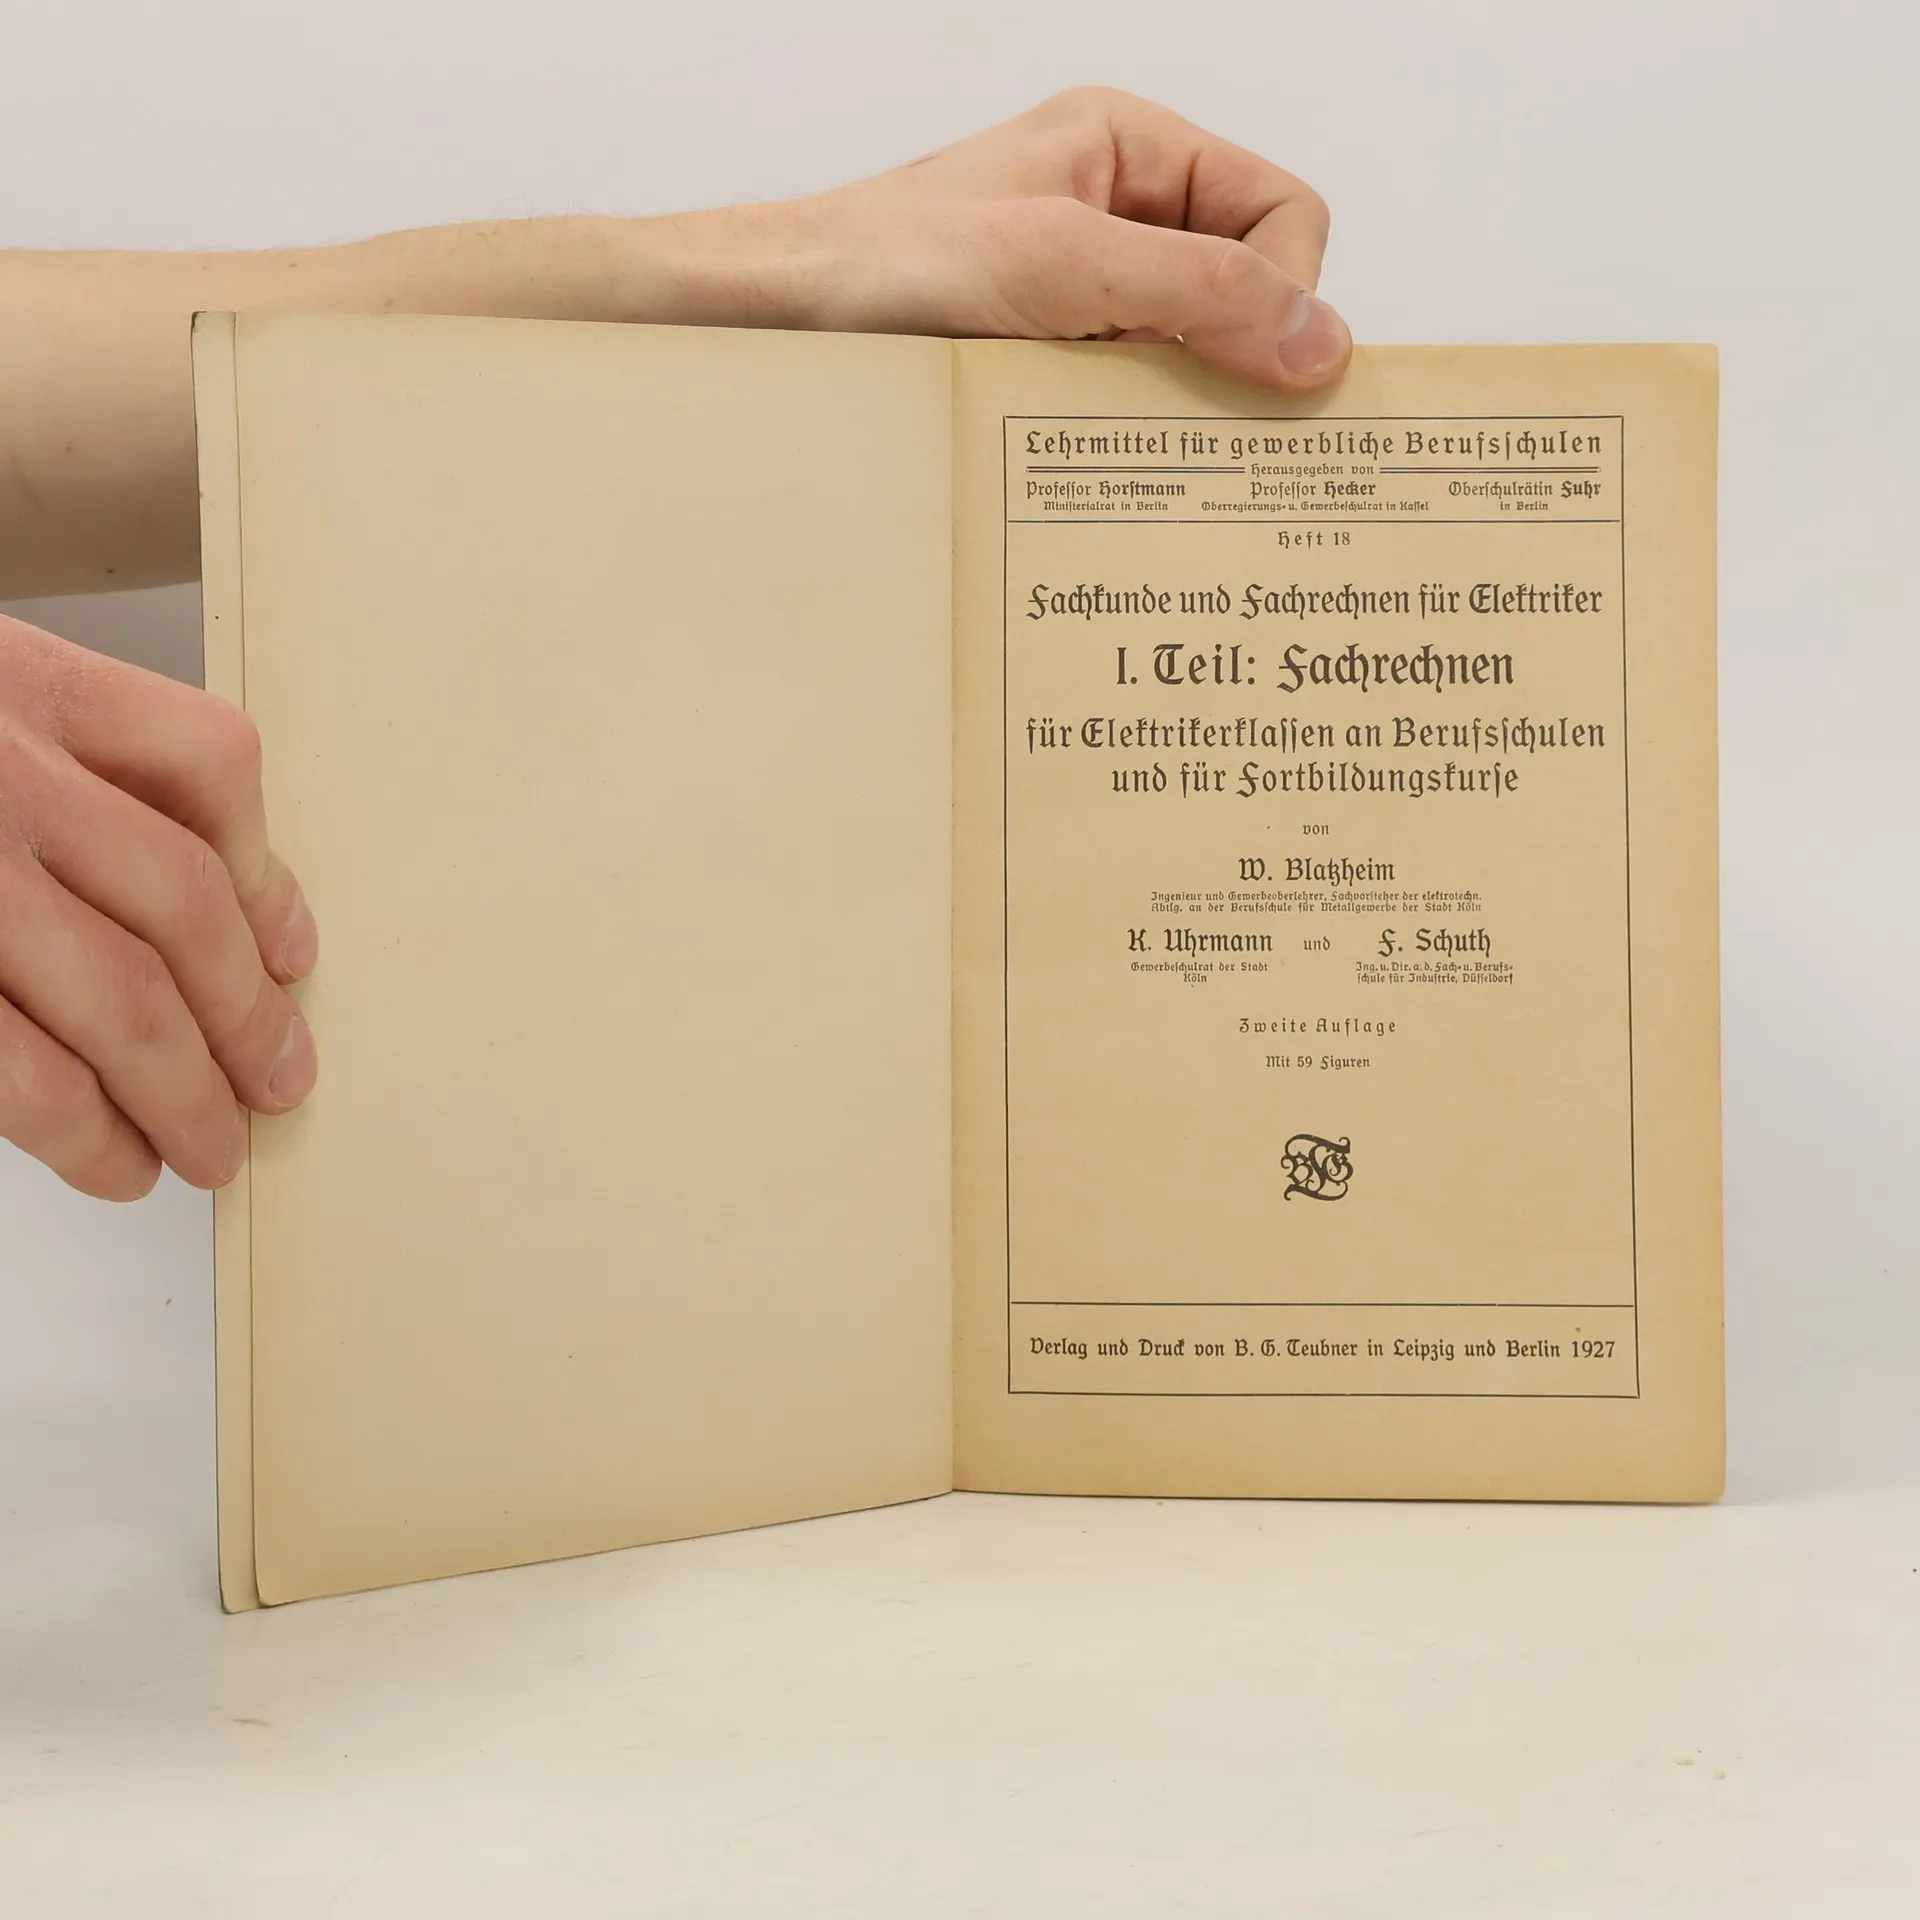 Lehrmittel für gewerbliche Berufsschulen
Herausgegeben von
Professor Horstmann Professor Hecker Oberschulrätin Fuhr
Ministerialrat in Berlin Oberregierungs- u. Gewerbeschulrat in Kassel in Berlin
Heft 18
Fachkunde und Fachrechnen für Elektriker
I. Teil: Fachrechnen
für Elektrikerklassen an Berufsschulen
und für Fortbildungskurse
von
W. Blatzheim
Ingenieur und Gewerbeoberlehrer, Fachvorsteher der elektrotechn.
Abtlg. an der Berufsschule für Metallgewerbe der Stadt Köln
K. Uhrmann und F. Schuth
Gewerbeschulrat der Stadt Ing. u. Dir. a. d. Fach- u. Berufs-
Köln schule für Industrie, Düsseldorf
Zweite Auflage
Mit 59 Figuren
BGT
Verlag und Druck von B. G. Teubner in Leipzig und Berlin 1927